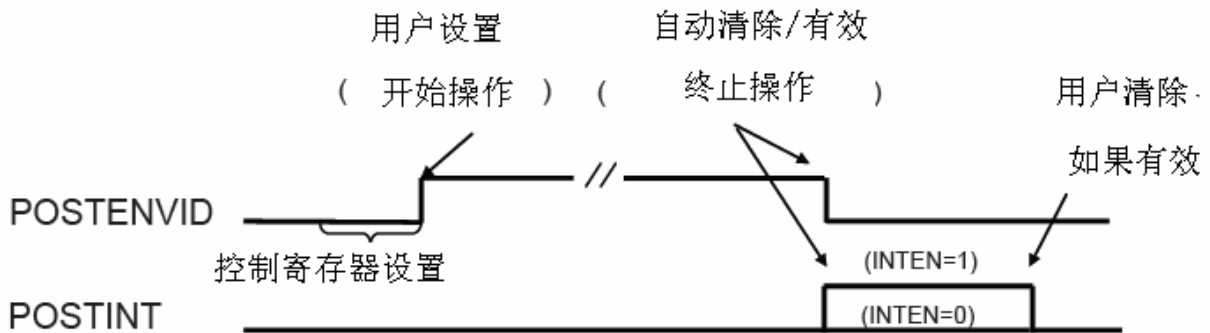 用户设置
(开始操作)
自动清除/有效
(终止操作)
用户清除
如果有效
POSTENVID
控制寄存器设置
(INTEN=1)
POSTINT
(INTEN=0)